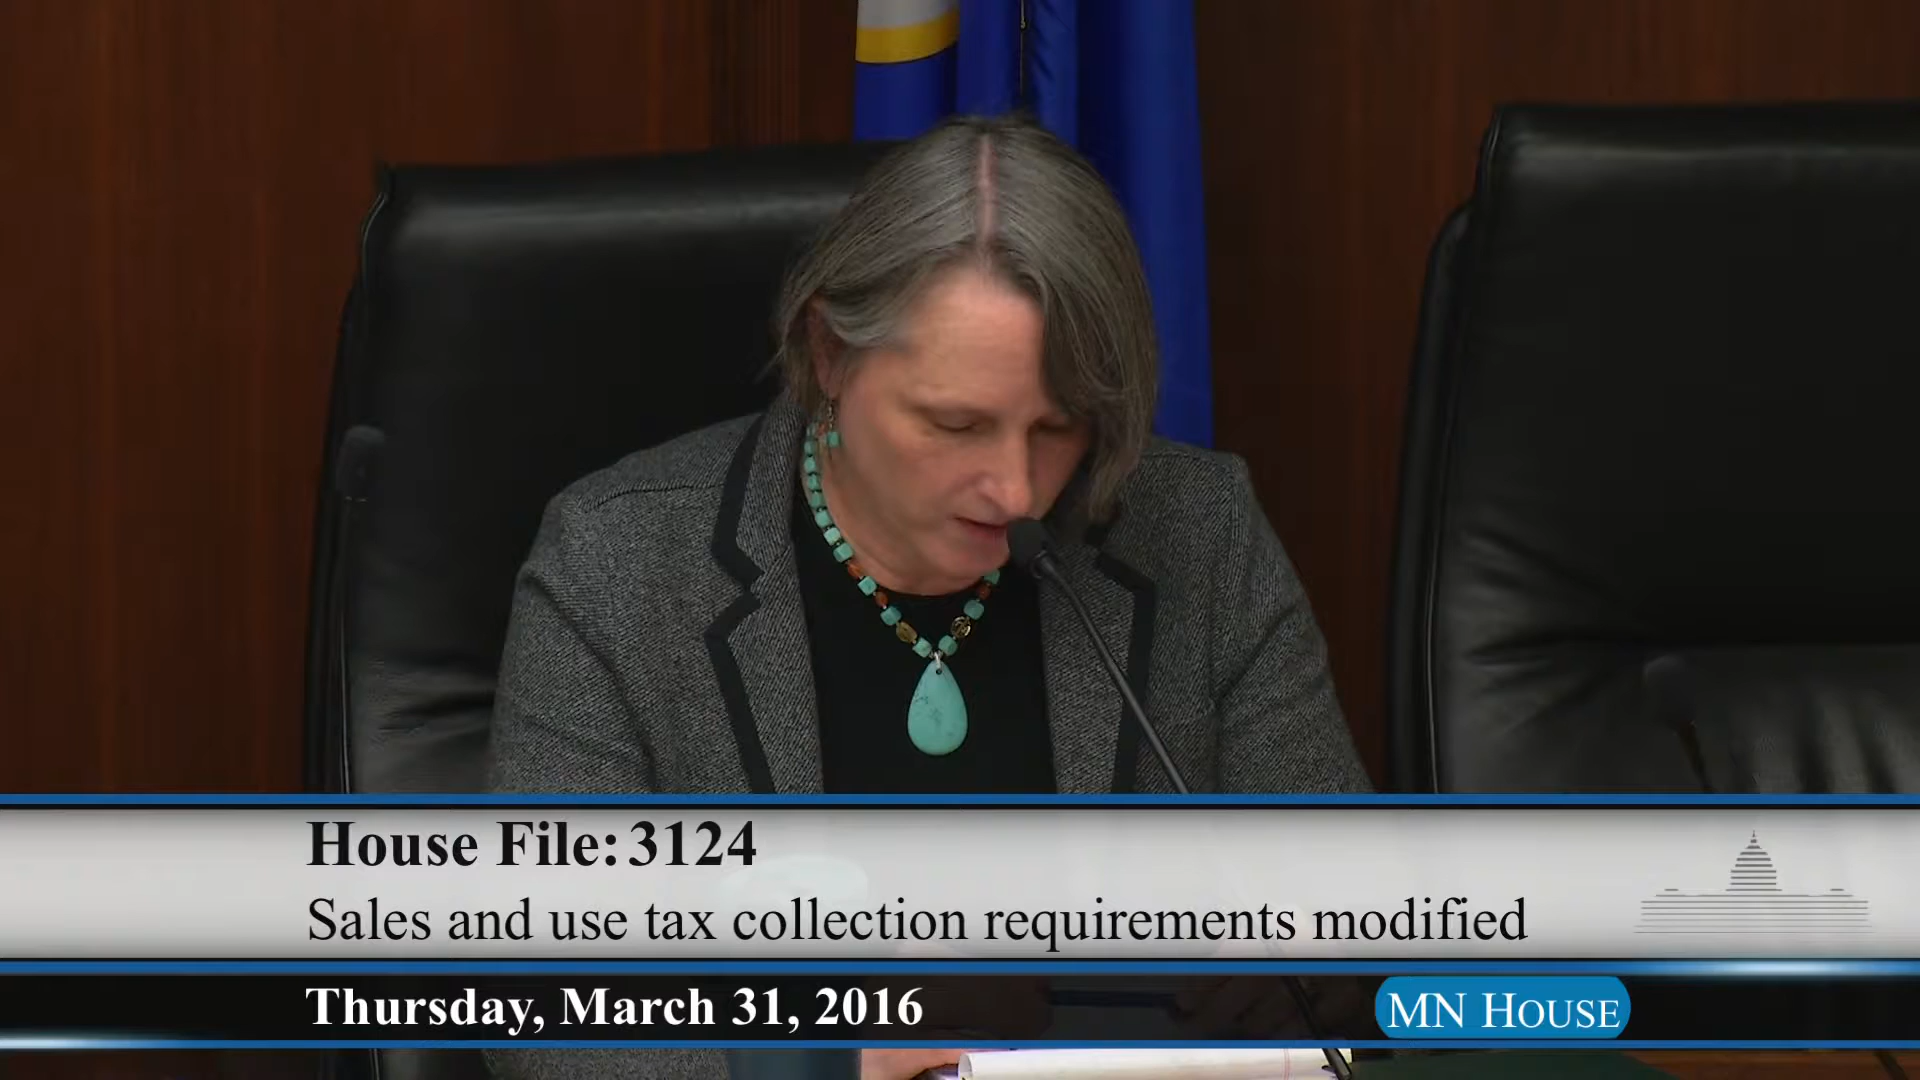 House File: 3124
Sales and use tax collection requirements modified
Thursday, March 31, 2016
MN HOUSE